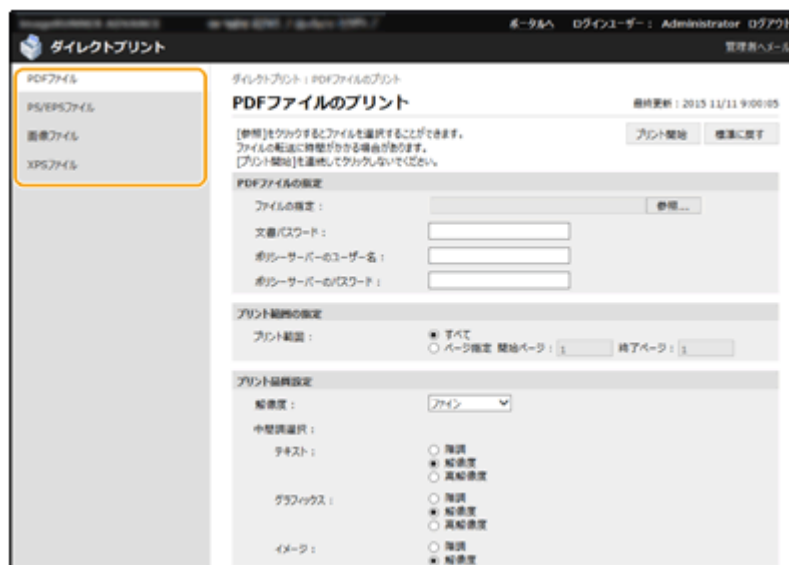 ポータルへ ログインユーザー： Administrator ログアウト
ダイレクトプリント
管理者へメール
PDFファイル
PS/EPSファイル
画像ファイル
XPSファイル
ダイレクトプリント : PDFファイルのプリント
PDFファイルのプリント
最終更新 : 2015 11/11 9:00:05
[参照]をクリックするとファイルを選択することができます。
ファイルの転送に時間がかかる場合があります。
[プリント開始]を連続してクリックしないでください。
プリント開始
標準に戻す
PDFファイルの指定
ファイルの指定 :
参照...
文書パスワード :
ポリシーサーバーのユーザー名 :
ポリシーサーバーのパスワード :
プリント範囲の指定
プリント範囲 :
すべて
ページ指定 開始ページ : 1 終了ページ : 1
プリント品質設定
解像度 :
ファイン
中間調選択 :
テキスト :
階調
解像度
高解像度
グラフィックス :
階調
解像度
高解像度
イメージ :
階調
解像度